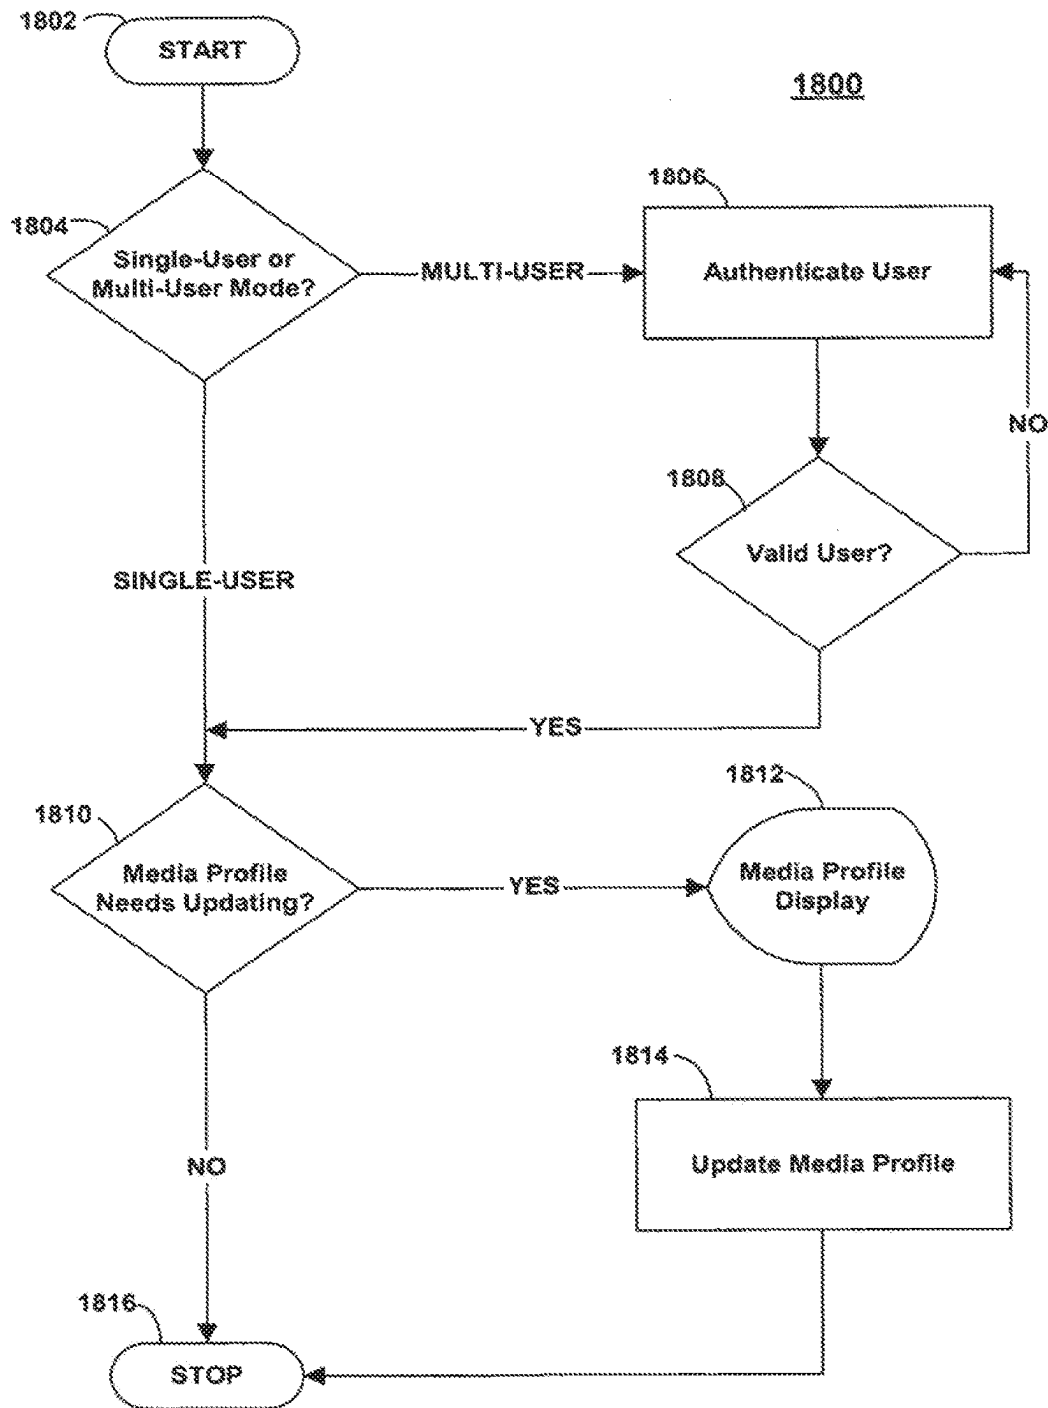 1802
START
1800
1804
Single-User or
Multi-User Mode?
MULTI-USER
1806
Authenticate User
NO
1808
Valid User?
SINGLE-USER
YES
1810
Media Profile
Needs Updating?
YES
1812
Media Profile
Display
1814
Update Media Profile
NO
1816
STOP